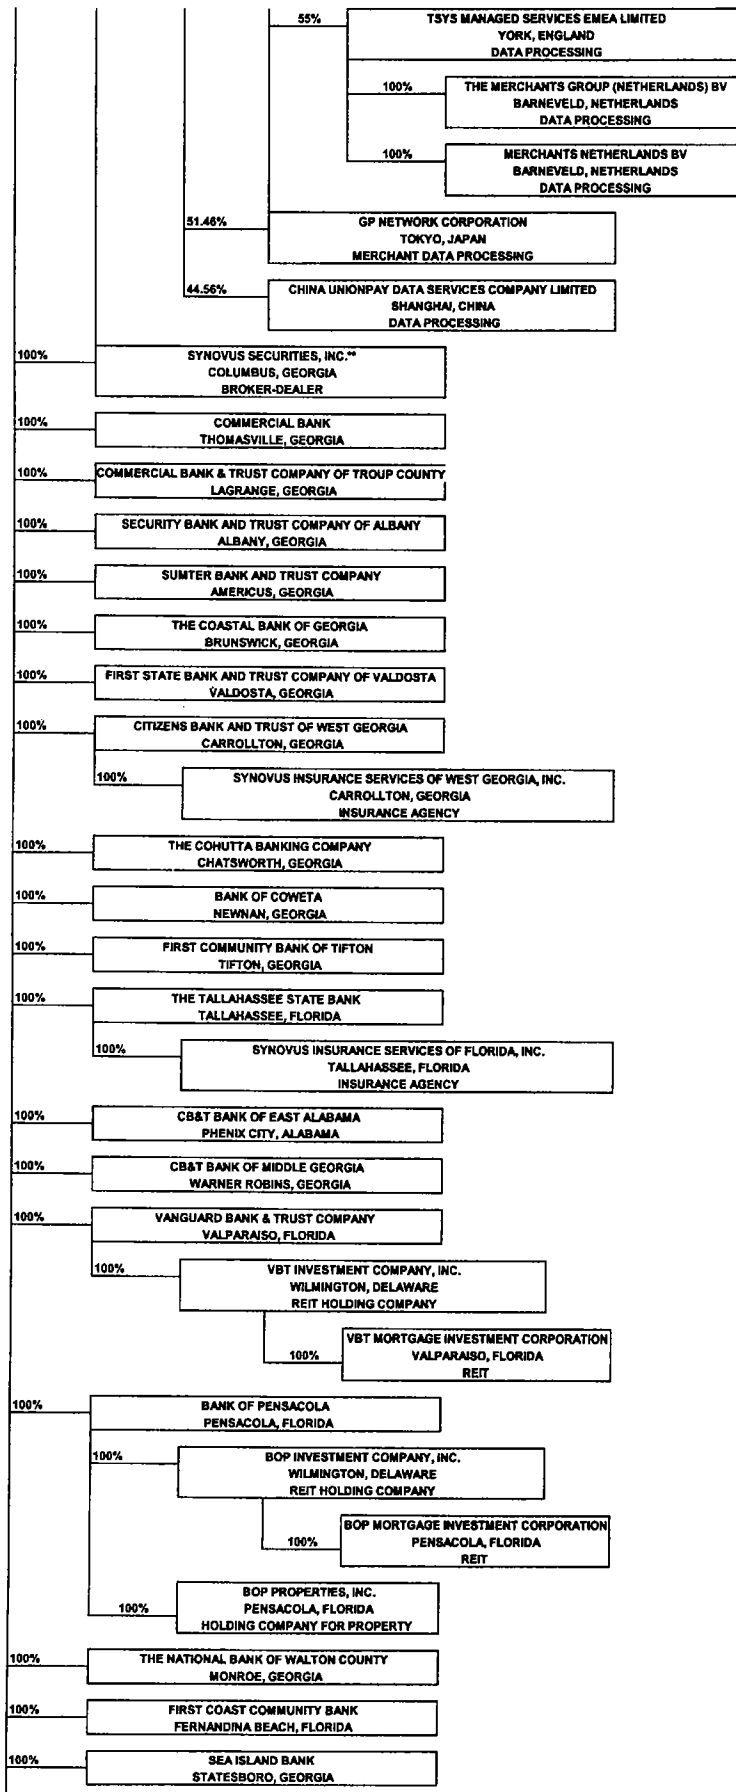 55%
TSYS MANAGED SERVICES EMEA LIMITED
YORK, ENGLAND
DATA PROCESSING
100%
THE MERCHANTS GROUP (NETHERLANDS) BV
BARNEVELD, NETHERLANDS
DATA PROCESSING
100%
MERCHANTS NETHERLANDS BV
BARNEVELD, NETHERLANDS
DATA PROCESSING
51.46%
GP NETWORK CORPORATION
TOKYO, JAPAN
MERCHANT DATA PROCESSING
44.56%
CHINA UNIONPAY DATA SERVICES COMPANY LIMITED
SHANGHAI, CHINA
DATA PROCESSING
100%
SYNOVUS SECURITIES, INC.**
COLUMBUS, GEORGIA
BROKER-DEALER
100%
COMMERCIAL BANK
THOMASVILLE, GEORGIA
100%
COMMERCIAL BANK & TRUST COMPANY OF TROUP COUNTY
LAGRANGE, GEORGIA
100%
SECURITY BANK AND TRUST COMPANY OF ALBANY
ALBANY, GEORGIA
100%
SUMTER BANK AND TRUST COMPANY
AMERICUS, GEORGIA
100%
THE COASTAL BANK OF GEORGIA
BRUNSWICK, GEORGIA
100%
FIRST STATE BANK AND TRUST COMPANY OF VALDOSTA
VALDOSTA, GEORGIA
100%
CITIZENS BANK AND TRUST OF WEST GEORGIA
CARROLLTON, GEORGIA
100%
SYNOVUS INSURANCE SERVICES OF WEST GEORGIA, INC.
CARROLLTON, GEORGIA
INSURANCE AGENCY
100%
THE COHUTTA BANKING COMPANY
CHATSWORTH, GEORGIA
100%
BANK OF COWETA
NEWNAN, GEORGIA
100%
FIRST COMMUNITY BANK OF TIFTON
TIFTON, GEORGIA
100%
THE TALLAHASSEE STATE BANK
TALLAHASSEE, FLORIDA
100%
SYNOVUS INSURANCE SERVICES OF FLORIDA, INC.
TALLAHASSEE, FLORIDA
INSURANCE AGENCY
100%
CB&T BANK OF EAST ALABAMA
PHENIX CITY, ALABAMA
100%
CB&T BANK OF MIDDLE GEORGIA
WARNER ROBINS, GEORGIA
100%
VANGUARD BANK & TRUST COMPANY
VALPARAISO, FLORIDA
100%
VBT INVESTMENT COMPANY, INC.
WILMINGTON, DELAWARE
REIT HOLDING COMPANY
100%
VBT MORTGAGE INVESTMENT CORPORATION
VALPARAISO, FLORIDA
REIT
100%
BANK OF PENSACOLA
PENSACOLA, FLORIDA
100%
BOP INVESTMENT COMPANY, INC.
WILMINGTON, DELAWARE
REIT HOLDING COMPANY
100%
BOP MORTGAGE INVESTMENT CORPORATION
PENSACOLA, FLORIDA
REIT
100%
BOP PROPERTIES, INC.
PENSACOLA, FLORIDA
HOLDING COMPANY FOR PROPERTY
100%
THE NATIONAL BANK OF WALTON COUNTY
MONROE, GEORGIA
100%
FIRST COAST COMMUNITY BANK
FERNANDINA BEACH, FLORIDA
100%
SEA ISLAND BANK
STATESBORO, GEORGIA